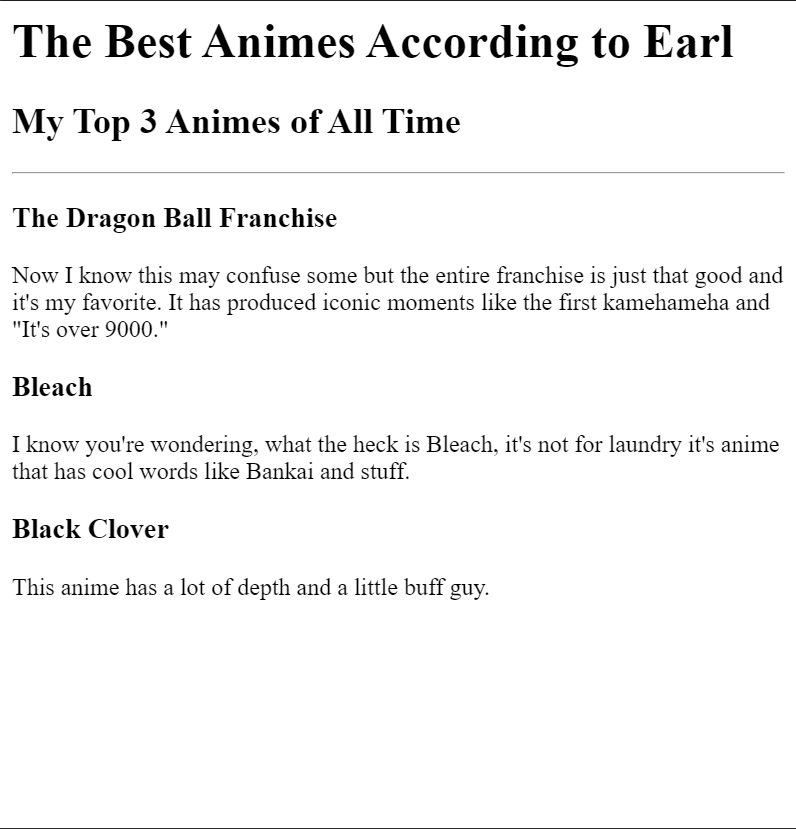 The Best Animes According to Earl
My Top 3 Animes of All Time
The Dragon Ball Franchise
Now I know this may confuse some but the entire franchise is just that good and
it's my favorite. It has produced iconic moments like the first kamehameha and
"It's over 9000."
Bleach
I know you're wondering, what the heck is Bleach, it's not for laundry it's anime
that has cool words like Bankai and stuff.
Black Clover
This anime has a lot of depth and a little buff guy.